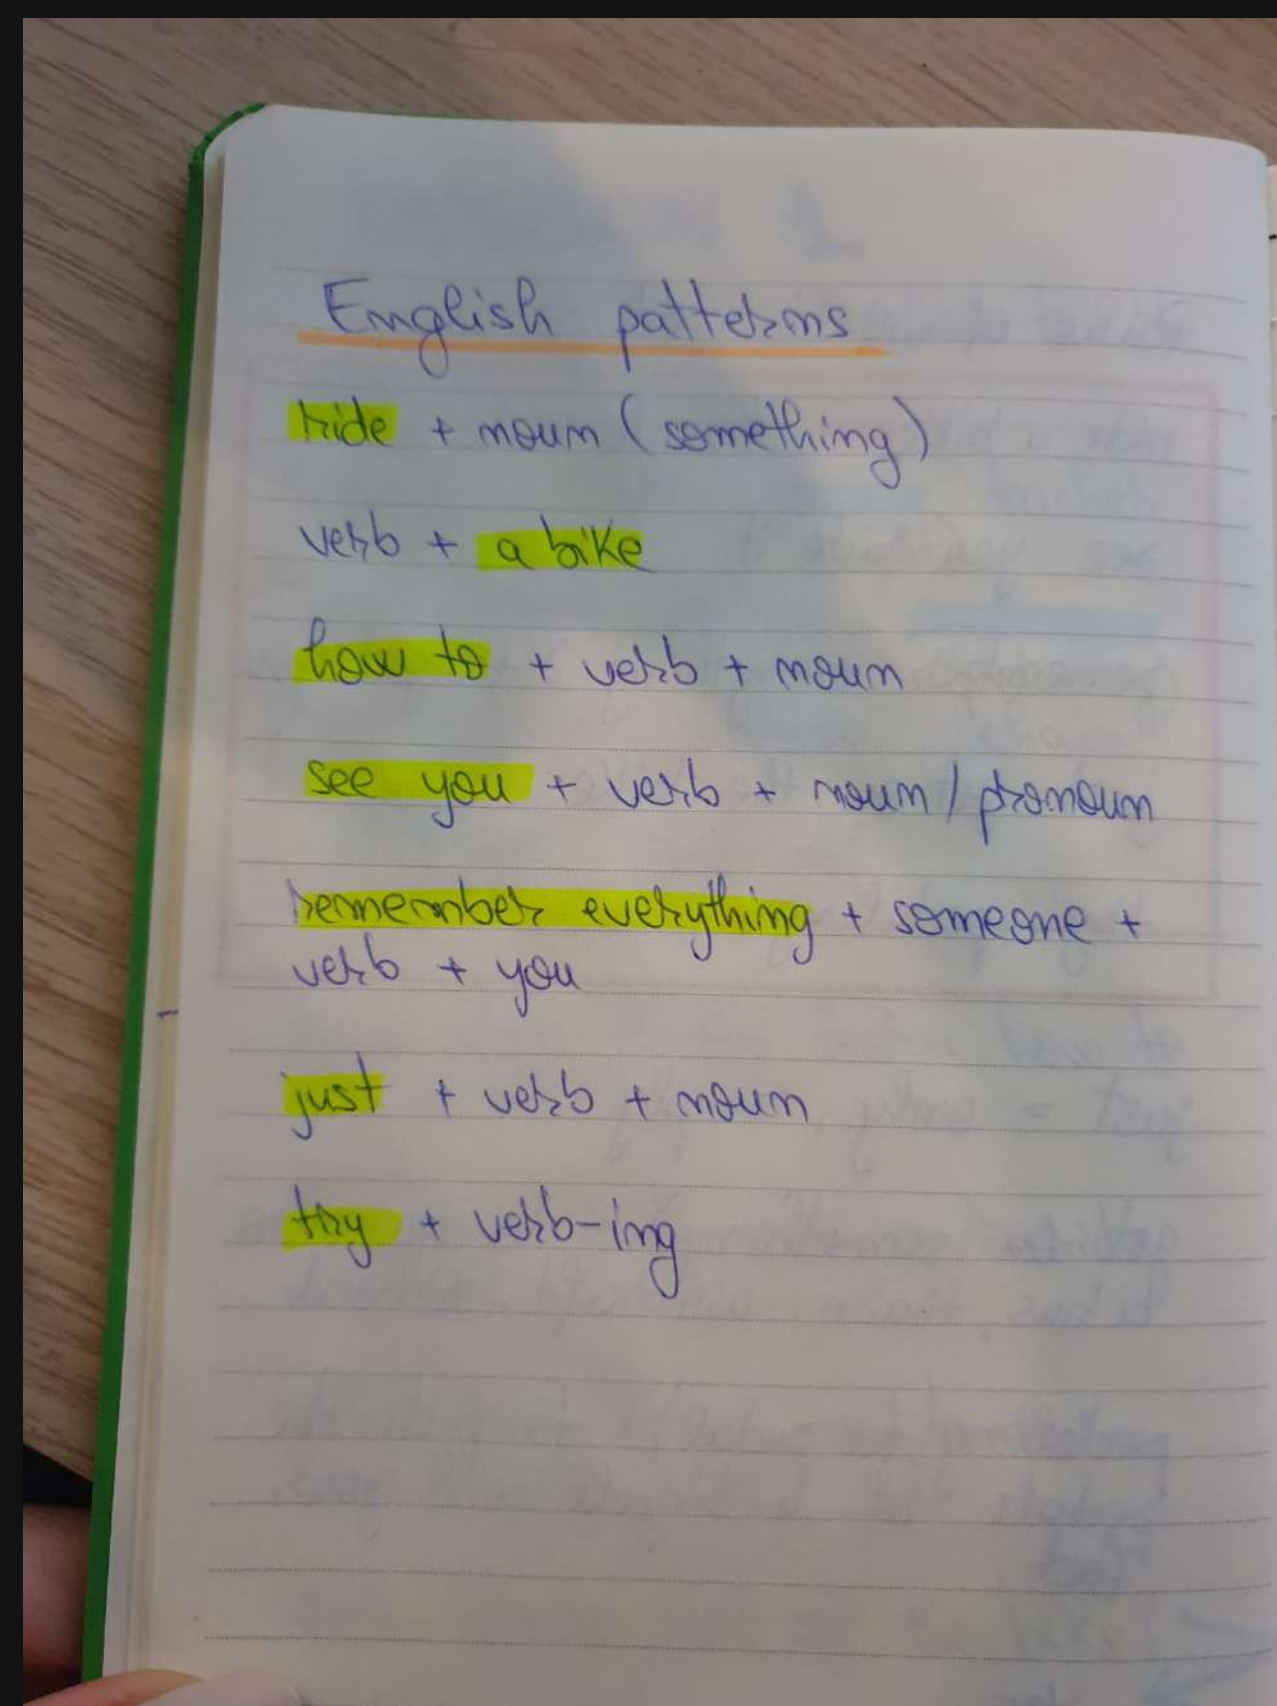 English patterns
ride + noun (something)
verb + a bike
how to + verb + noun
see you + verb + noun / pronoun
remember everything + someone +
verb + you
just + verb + noun
try + verb-ing